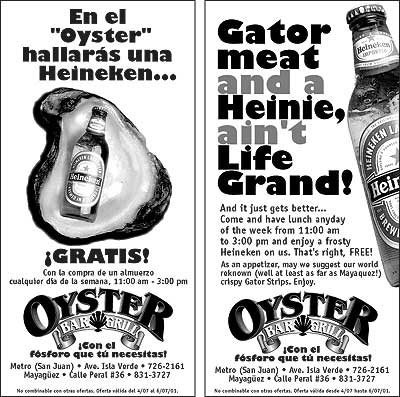 En el
"Oyster"
hallarás una
Heineken...
Heineken
¡GRATIS!
Con la compra de un almuerzo
cualquier día de la semana, 11:00 am - 3:00 pm
OYSTER
BAR GRILL
¡Con el
fósforo que tú necesitas!
Metro (San Juan) • Ave. Isla Verde • 726-2161
Mayagüez • Calle Peral #36 • 831-3727
No combinable con otras ofertas. Oferta válida del 4/07 al 6/07/01.
Gator
meat
and a
Heinie,
ain't
Life
Grand!
Heineken
IMPORTED
HEINEKEN LA
Hein
BREWE
And it just gets better...
Come and have lunch anyday
of the week from 11:00 am
to 3:00 pm and enjoy a frosty
Heineken on us. That's right, FREE!
As an appetizer, may we suggest our world
reknown (well at least as far as Mayaquez!)
crispy Gator Strips. Enjoy.
OYSTER
BAR GRILL
¡Con el
fósforo que tú necesitas!
Metro (San Juan) • Ave. Isla Verde • 726-2161
Mayagüez • Calle Peral #36 • 831-3727
No combinable con otras ofertas. Oferta válida desde 4/07 hasta 6/07/01.